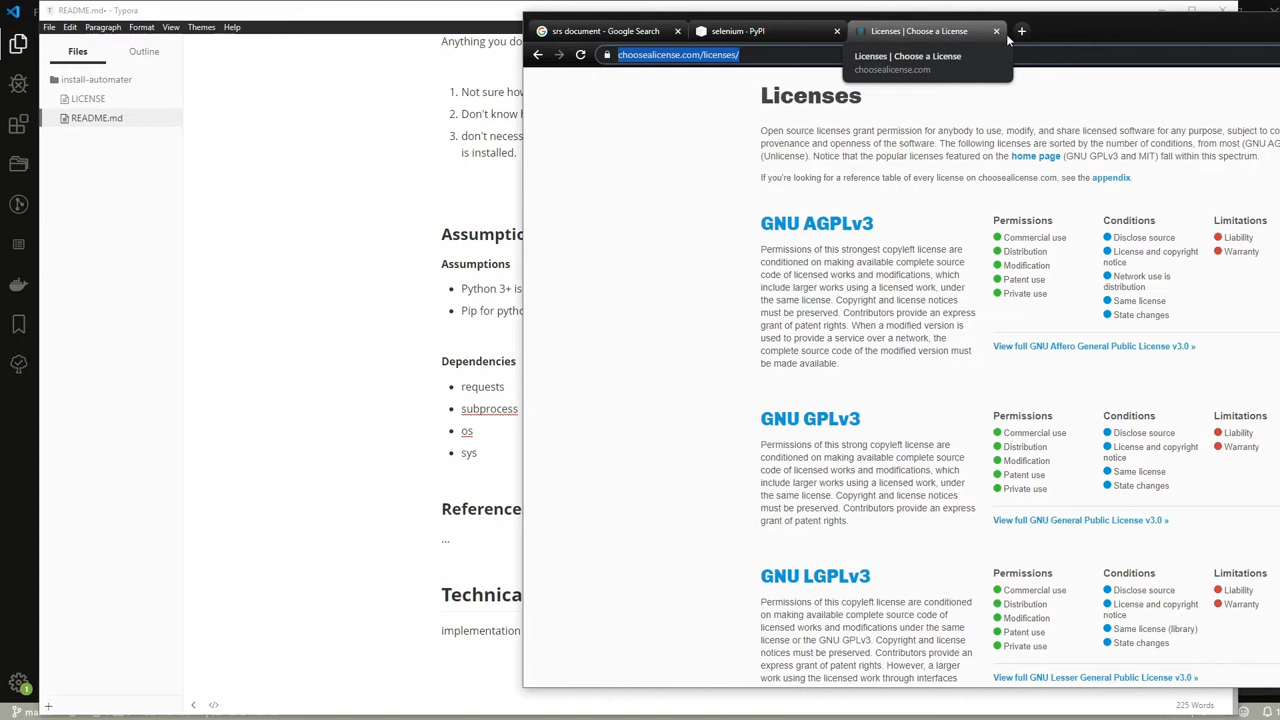 README.md• - Typora
File Edit Paragraph Format View Themes Help
Files Outline
install-automater
LICENSE
README.md
Anything you do
1. Not sure how
2. Don't know h
3. don't necess
is installed.
Assumptio
Assumptions
• Python 3+ is
• Pip for pytho
Dependencies
• requests
• subprocess
• os
• sys
Reference
...
Technica
implementation
225 Words
main
1
1
srs document - Google Search
selenium · PyPI
Licenses | Choose a License
choosealicense.com/licenses/
Licenses | Choose a License
choosealicense.com
Licenses
Open source licenses grant permission for anybody to use, modify, and share licensed software for any purpose, subject to co
provenance and openness of the software. The following licenses are sorted by the number of conditions, from most (GNU AG
(Unlicense). Notice that the popular licenses featured on the home page (GNU GPLv3 and MIT) fall within this spectrum.
If you're looking for a reference table of every license on choosealicense.com, see the appendix.
GNU AGPLv3
Permissions of this strongest copyleft license are
conditioned on making available complete source
code of licensed works and modifications, which
include larger works using a licensed work, under
the same license. Copyright and license notices
must be preserved. Contributors provide an express
grant of patent rights. When a modified version is
used to provide a service over a network, the
complete source code of the modified version must
be made available.
Permissions
Commercial use
Distribution
Modification
Patent use
Private use
Conditions
Disclose source
License and copyright
notice
Network use is
distribution
Same license
State changes
Limitations
Liability
Warranty
View full GNU Affero General Public License v3.0 »
GNU GPLv3
Permissions of this strong copyleft license are
conditioned on making available complete source
code of licensed works and modifications, which
include larger works using a licensed work, under
the same license. Copyright and license notices
must be preserved. Contributors provide an express
grant of patent rights.
Permissions
Commercial use
Distribution
Modification
Patent use
Private use
Conditions
Disclose source
License and copyright
notice
Same license
State changes
Limitations
Liability
Warranty
View full GNU General Public License v3.0 »
GNU LGPLv3
Permissions of this copyleft license are conditioned
on making available complete source code of
licensed works and modifications under the same
license or the GNU GPLv3. Copyright and license
notices must be preserved. Contributors provide an
express grant of patent rights. However, a larger
work using the licensed work through interfaces
Permissions
Commercial use
Distribution
Modification
Patent use
Private use
Conditions
Disclose source
License and copyright
notice
Same license (library)
State changes
Limitations
Liability
Warranty
View full GNU Lesser General Public License v3.0 »